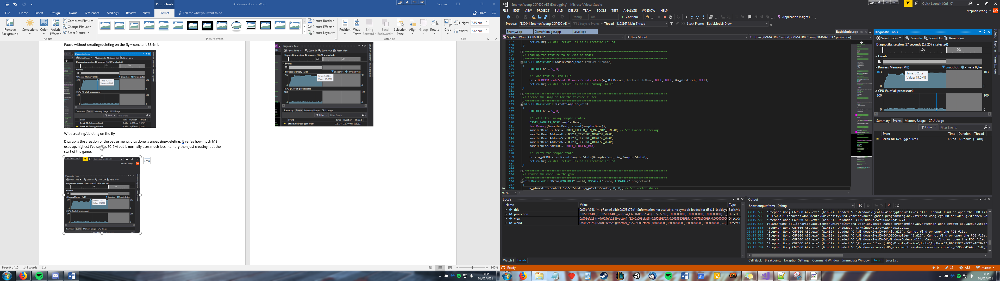 Picture Tools
AE2 errors.docx - Word
Sign in
File Home Insert Design Layout References Mailings Review View Format Tell me what you want to do Share
Remove Background
Corrections
Color
Artistic Effects
Compress Pictures
Change Picture
Reset Picture
Picture Border
Picture Effects
Picture Layout
Position
Wrap Text
Bring Forward
Send Backward
Selection Pane
Align
Group
Rotate
Crop
Height: 7.75 cm
Width: 7.72 cm
Adjust
Picture Styles
Arrange
Size
Pause without creating/deleting on the fly – constant 88.9mb
Diagnostic Tools
Select Tools Zoom In Zoom Out Reset View
Diagnostics session: 16 seconds (16.489 s selected)
10s 20s
Events
Process Memory (MB) Snapshot Private Bytes
102 102
Time: 7.243s
Value: 88.9MB
0 0
CPU (% of all processors)
100 100
0 0
Summary Events Memory Usage CPU Usage
Filter Filter Events
Event Time Duration Thread
Break All: Debugger Break 6.53s 6,535ms [13292]
Break All: Debugger Break 16.48s 9,954ms [13292]
Solution Explorer
Team Explorer
With creating/deleting on the fly
Dips up is the creation of the pause menu, dips done is unpausing/deleting, It varies how much MB
uses up, highest I've seen is 92.2M but is normally uses much less memory then just creating it at the
start of the game.
Quick Launch (Ctrl+Q)
Stephen Wong SW
Diagnostic Tools
Select Tools Zoom In Zoom Out Reset View
Diagnostics session: 17 seconds (17.257 s selected)
10s 20s
Events
Process Memory (MB) Snapshot Private Bytes
103 103
Value: 92.2MB
0 0
CPU (% of all processors)
100 100
0 0
Summary Events Memory Usage CPU Usage
Filter Filter Events
Solution Explorer
Team Explorer
Diagnostic Tools
Select Tools Zoom In Zoom Out Reset View
Diagnostics session: 12 seconds (12.74 s selected)
10s 20s
Events
Process Memory (MB) Snapshot Private Bytes
96 96
Time: 9.968s
Value: 75.3MB
0 0
CPU (% of all processors)
100 100
0 0
Summary Events Memory Usage CPU Usage
Filter Filter Events
Event Time Duration Thread
Break All: Debugger Break 12.73s 12,740ms [13012]
Solution Explorer
Team Explorer
Page 9 of 10 144 words
100%
14:35
03/01/2018
Stephen Wong CGP600 AE2 (Debugging) - Microsoft Visual Studio
Quick Launch (Ctrl+Q)
FILE EDIT VIEW PROJECT BUILD DEBUG TEAM TOOLS TEST ANALYZE WINDOW HELP
Stephen Wong SW
Debug x86 Continue Application Insights
Process: [13004] Stephen Wong CGP600 AE Lifecycle Events Thread: [10816] Main Thread Stack Frame: BasicModel::Draw
Enemy.cpp GameManager.cpp Level.cpp BasicModel.cpp
Stephen Wong CGP600 AE2 BasicModel Draw(XMMATRIX * world, XMMATRIX * view, XMMATRIX * projection)
167 return hr; // Will return failed if creation failed
168 }
169
170 //####
171 // Load up the texture to be used on model
172 //####
173 HRESULT BasicModel::AddTexture(char* textureFileName)
174 {
175 HRESULT hr = S_OK;
176
177 // Load texture from file
178 hr = D3DX11CreateShaderResourceViewFromFile(m_pD3DDevice, textureFileName, NULL, NULL, &m_pTexture0, NULL);
179 return hr; // Will return failed if loading failed
180 }
181
182 //####
183 // Create the sampler for the texture filter
184 //####
185 HRESULT BasicModel::CreateSampler(void)
186 {
187 HRESULT hr = S_OK;
188
189 // Set Filter using sample states
190 D3D11_SAMPLER_DESC samplerDesc;
191 ZeroMemory(&samplerDesc, sizeof(samplerDesc));
192 samplerDesc.Filter = D3D11_FILTER_MIN_MAG_MIP_LINEAR; // Set linear filtering
193 samplerDesc.AddressU = D3D11_TEXTURE_ADDRESS_WRAP;
194 samplerDesc.AddressV = D3D11_TEXTURE_ADDRESS_WRAP;
195 samplerDesc.AddressW = D3D11_TEXTURE_ADDRESS_WRAP;
196 samplerDesc.MaxLOD = D3D11_FLOAT32_MAX;
197
198 // Create the sample state
199 hr = m_pD3DDevice->CreateSamplerState(&samplerDesc, &m_pSamplerState0);
200 return hr; // Will return failed if creation failed
201 }
202
203 //####
204 // Render the model in the game
205 //####
206 void BasicModel::Draw(XMMATRIX* world, XMMATRIX* view, XMMATRIX* projection)
207 {
208 m_pImmediateContext->VSSetShader(m_pVertexShader, 0, 0); // Set vertex shader
90 %
Diagnostic Tools
Select Tools Zoom In Zoom Out Reset View
Diagnostics session: 17 seconds (17.257 s selected)
10s 20s
Events
Process Memory (MB) Snapshot Private Bytes
103 103
Time: 5.235s
Value: 79.0MB
0 0
CPU (% of all processors)
100 100
0 0
Summary Events Memory Usage CPU Usage
Filter Filter Events
Event Time Duration Thread
Break All: Debugger Break 17.25s 17,257ms [10816]
Solution Explorer
Team Explorer
Locals
Name Value Type
this 0x05bfc548 {m_pRasterSolid=0x053d72e4 <Information not available, no symbols loaded for d3d11_1sdklaye BasicMo
projection 0x05fd2640 {r=0x05fd2640 {{vector4_f32=0x05fd2640 {1.65977216, 0.000000000, 0.000000000, 0.000000000} ...}, DirectX::
view 0x003efa18 {r=0x003efa18 {{vector4_f32=0x003efa18 {0.995193303, 0.00198253989, -0.0979100689, 0.00000000 DirectX::
world 0x003ef8c8 {r=0x003ef8c8 {{vector4_f32=0x003ef8c8 {30.0000000, 0.000000000, 0.000000000, 0.000000000} ...}, DirectX::
Watch 1 Locals
Output
Show output from: Debug
33:19.533 'Stephen Wong CGP600 AE2.exe' (Win32): Loaded 'C:\Windows\SysWOW64\bcryptprimitives.dll'. Cannot find or open the PDB fil
33:19.533 IGIESW d:\libraries\documents\university\3rd year\advanced games programming\ae2\stephen wong cgp600 ae2\debug\stephen wo
33:19.533 'Stephen Wong CGP600 AE2.exe' (Win32): Unloaded 'C:\Windows\SysWOW64\gdi32.dll'
33:19.533 IGIWHW Game d:\libraries\documents\university\3rd year\advanced games programming\ae2\stephen wong cgp600 ae2\debug\steph
33:19.533 'Stephen Wong CGP600 AE2.exe' (Win32): Unloaded 'C:\Windows\SysWOW64\gdi32.dll'
33:19.533 'Stephen Wong CGP600 AE2.exe' (Win32): Loaded 'C:\Windows\SysWOW64\hid.dll'. Cannot find or open the PDB file.
33:19.533 'Stephen Wong CGP600 AE2.exe' (Win32): Loaded 'C:\Windows\SysWOW64\D3DCompiler_43.dll'. Cannot find or open the PDB file.
33:19.533 'Stephen Wong CGP600 AE2.exe' (Win32): Loaded 'C:\Windows\SysWOW64\WindowsCodecs.dll'. Cannot find or open the PDB file.
33:19.794 'Stephen Wong CGP600 AE2.exe' (Win32): Loaded 'C:\Program Files (x86)\DisplayFusion\Hooks\AppHook32_00FA197E-8CE1-4F20-AE
33:19.794 'Stephen Wong CGP600 AE2.exe' (Win32): Loaded 'C:\Windows\winsxs\x86_microsoft.windows.common-controls_6595b64144ccf1df_5
Call Stack Breakpoints Exception Settings Command Window Immediate Window Output Error List
Ready 0 15 AE2 master
14:35
03/01/2018